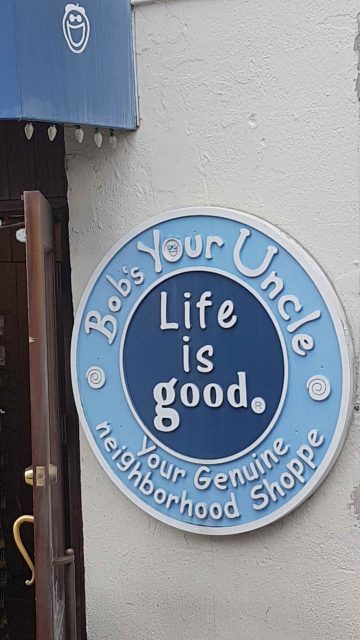 Bob's Your Uncle
Life
is
good.®
Your Genuine
neighborhood Shoppe